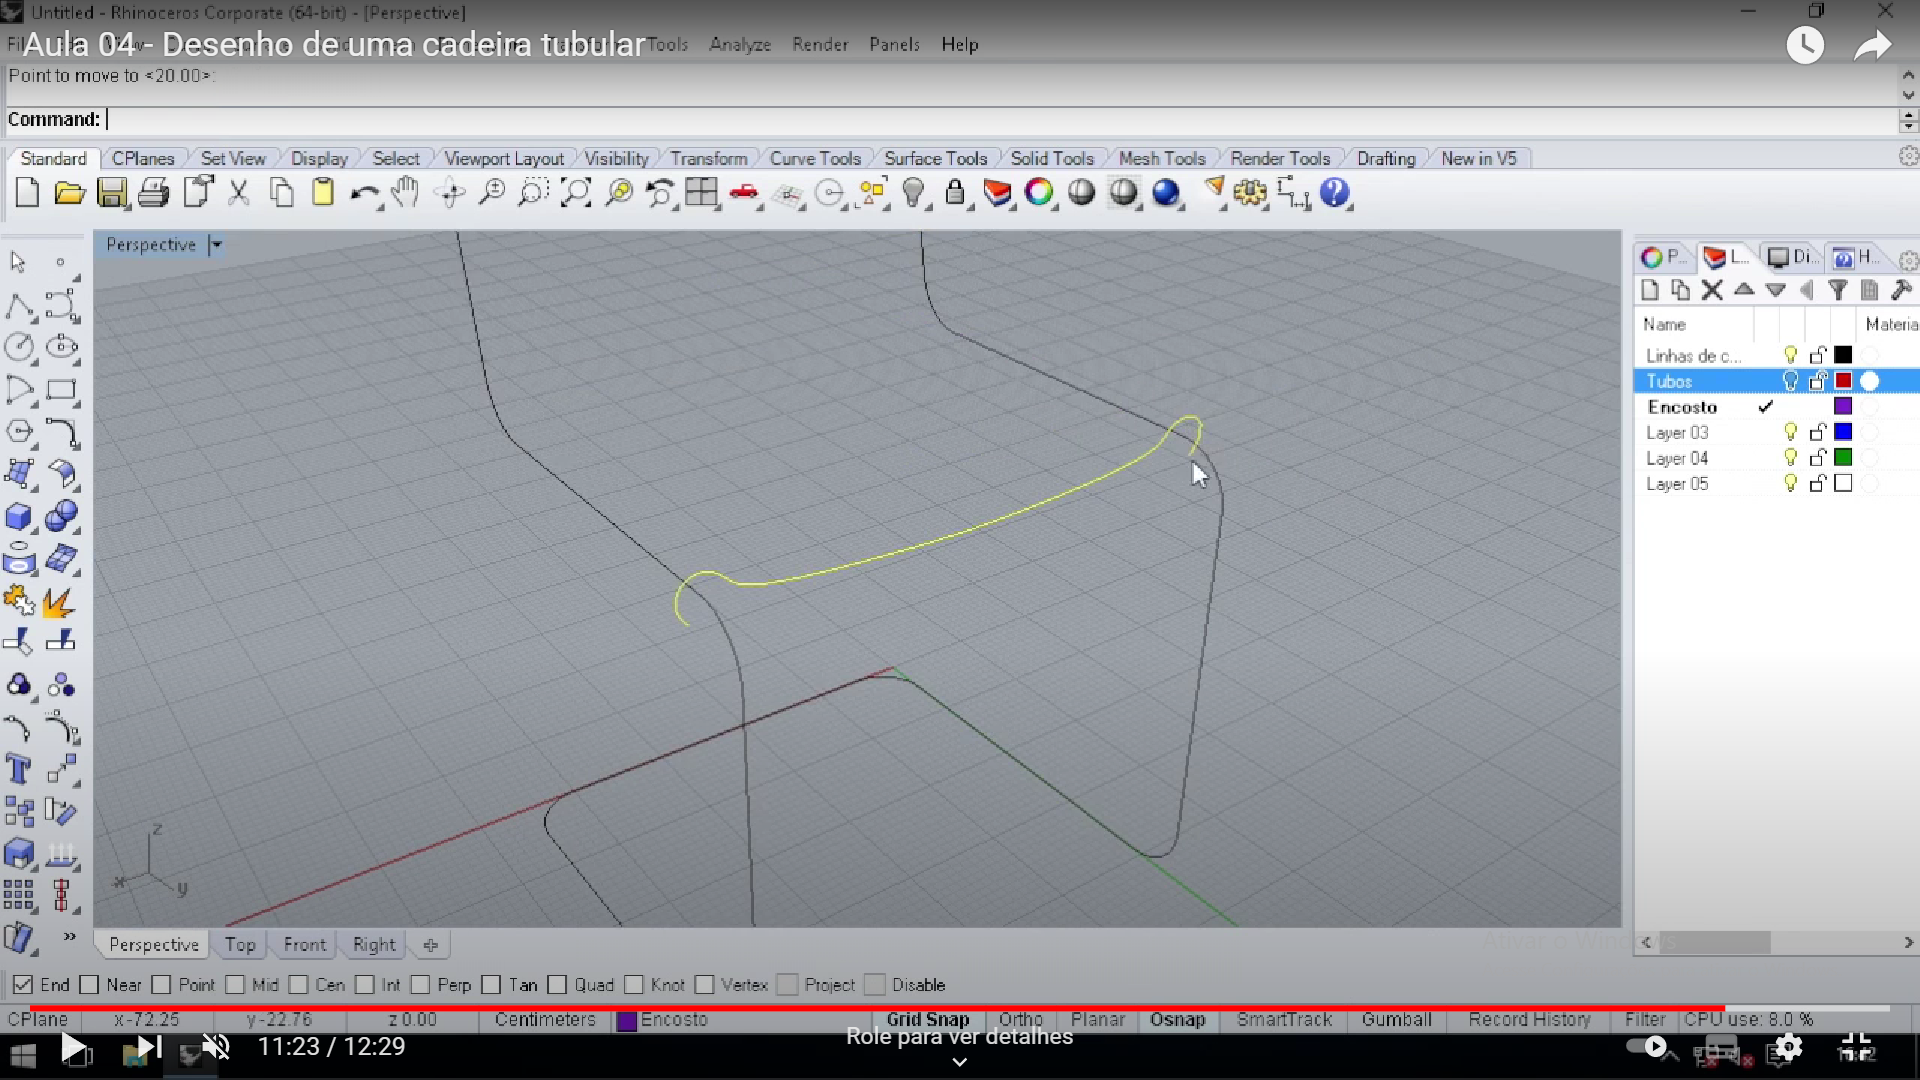 Untitled - Rhinoceros Corporate (64-bit) - [Perspective]
Aula 04 - Desenho de uma cadeira tubular
Tools Analyze Render Panels Help
Point to move to <20.00>:
Command:
Standard CPlanes Set View Display Select Viewport Layout Visibility Transform Curve Tools Surface Tools Solid Tools Mesh Tools Render Tools Drafting New in V5
Perspective
P... L... Di... H...
Name Materia
Linhas de c...
Tubos
Encosto
Layer 03
Layer 04
Layer 05
z
x y
Perspective Top Front Right
Ativar o Windows
End Near Point Mid Cen Int Perp Tan Quad Knot Vertex Project Disable
CPlane x -72.25 y -22.76 z 0.00 Centimeters Encosto Grid Snap Ortho Planar Osnap SmartTrack Gumball Record History Filter CPU use: 8.0 %
Role para ver detalhes
11:23 / 12:29